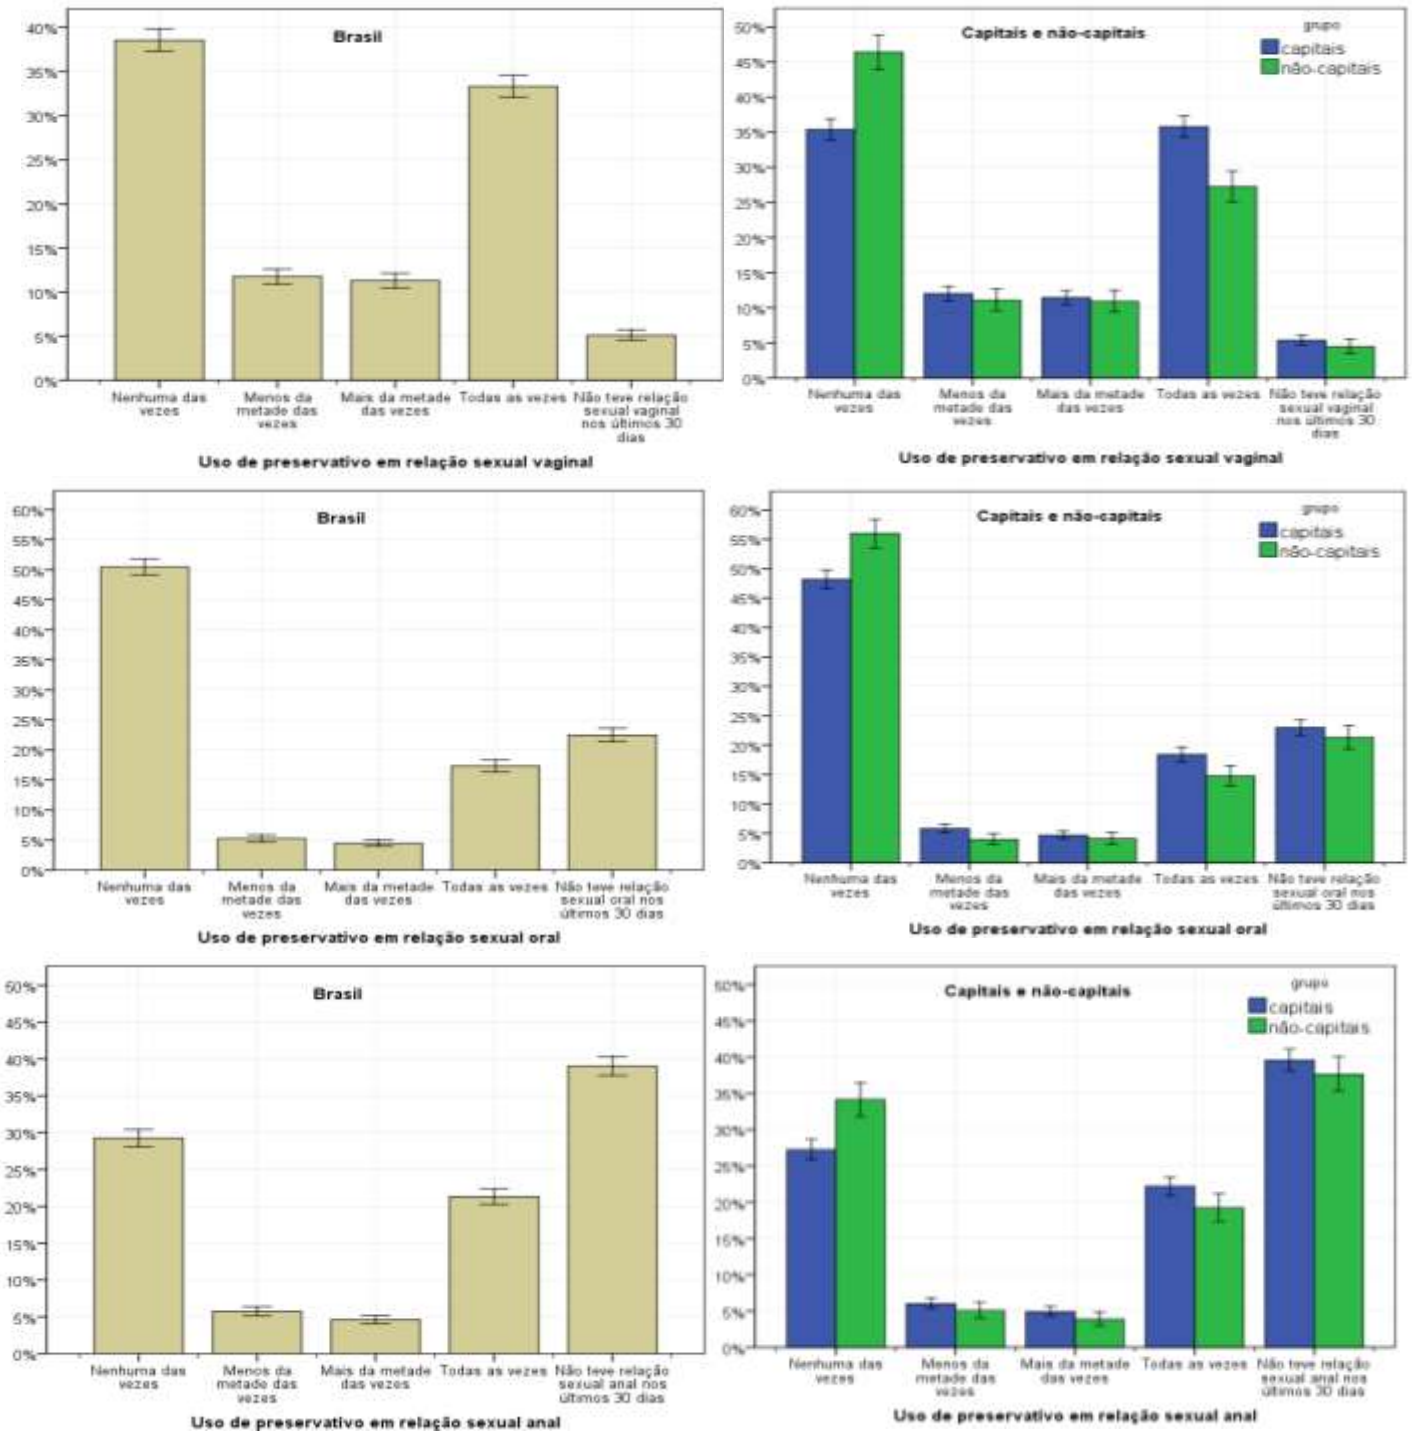 Brasil
40%
35%
30%
25%
20%
15%
10%
5%
0%
Nenhuma das Menos da Mais da metade Todas as vezes Não teve relação
vezes metade das das vezes sexual vaginal
vezes nos últimos 30
dias
Uso de preservativo em relação sexual vaginal
Capitais e não-capitais
grupo
capitais
não-capitais
50%
45%
40%
35%
30%
25%
20%
15%
10%
5%
0%
Nenhuma das Menos da Mais da metade Todas as vezes Não teve relação
vezes metade das das vezes sexual vaginal
vezes nos últimos 30
dias
Uso de preservativo em relação sexual vaginal
Brasil
60%
55%
50%
45%
40%
35%
30%
25%
20%
15%
10%
5%
0%
Nenhuma das Menos da Mais da metade Todas as vezes Não teve relação
vezes metade das das vezes sexual oral nos
vezes últimos 30 dias
Uso de preservativo em relação sexual oral
Capitais e não-capitais
grupo
capitais
não-capitais
60%
55%
50%
45%
40%
35%
30%
25%
20%
15%
10%
5%
0%
Nenhuma das Menos da Mais da metade Todas as vezes Não teve relação
vezes metade das das vezes sexual oral nos
vezes últimos 30 dias
Uso de preservativo em relação sexual oral
Brasil
50%
45%
40%
35%
30%
25%
20%
15%
10%
5%
0%
Nenhuma das Menos da Mais da metade Todas as vezes Não teve relação
vezes metade das das vezes sexual anal nos
vezes últimos 30 dias
Uso de preservativo em relação sexual anal
Capitais e não-capitais
grupo
capitais
não-capitais
50%
45%
40%
35%
30%
25%
20%
15%
10%
5%
0%
Nenhuma das Menos da Mais da metade Todas as vezes Não teve relação
vezes metade das das vezes sexual anal nos
vezes últimos 30 dias
Uso de preservativo em relação sexual anal